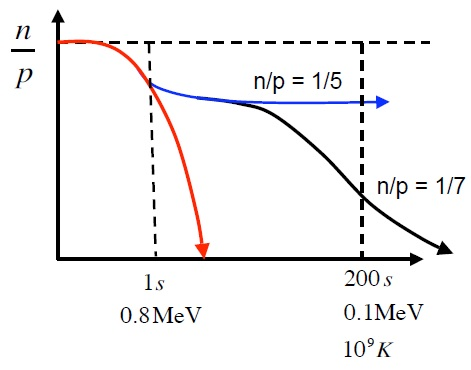 n
p
n/p = 1/5
n/p = 1/7
1s
0.8MeV
200s
0.1MeV
10⁹K